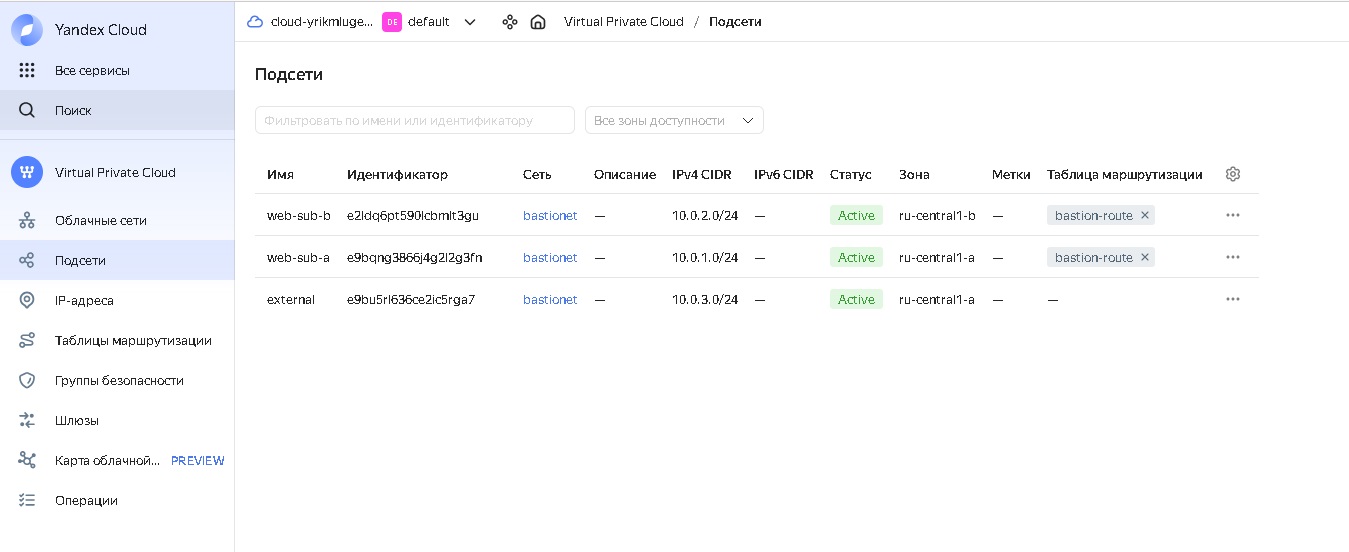 Yandex Cloud
Все сервисы
Поиск
Virtual Private Cloud
Облачные сети
Подсети
IP-адреса
Таблицы маршрутизации
Группы безопасности
Шлюзы
Карта облачной... PREVIEW
Операции
cloud-yrikmluge... DE default Virtual Private Cloud / Подсети
Подсети
Фильтровать по имени или идентификатору Все зоны доступности
Имя Идентификатор Сеть Описание IPv4 CIDR IPv6 CIDR Статус Зона Метки Таблица маршрутизации
web-sub-b e2ldq6pt590lcbmlt3gu bastionet — 10.0.2.0/24 — Active ru-central1-b — bastion-route ×
web-sub-a e9bqng3866j4g2l2g3fn bastionet — 10.0.1.0/24 — Active ru-central1-a — bastion-route ×
external e9bu5rl636ce2ic5rga7 bastionet — 10.0.3.0/24 — Active ru-central1-a — —